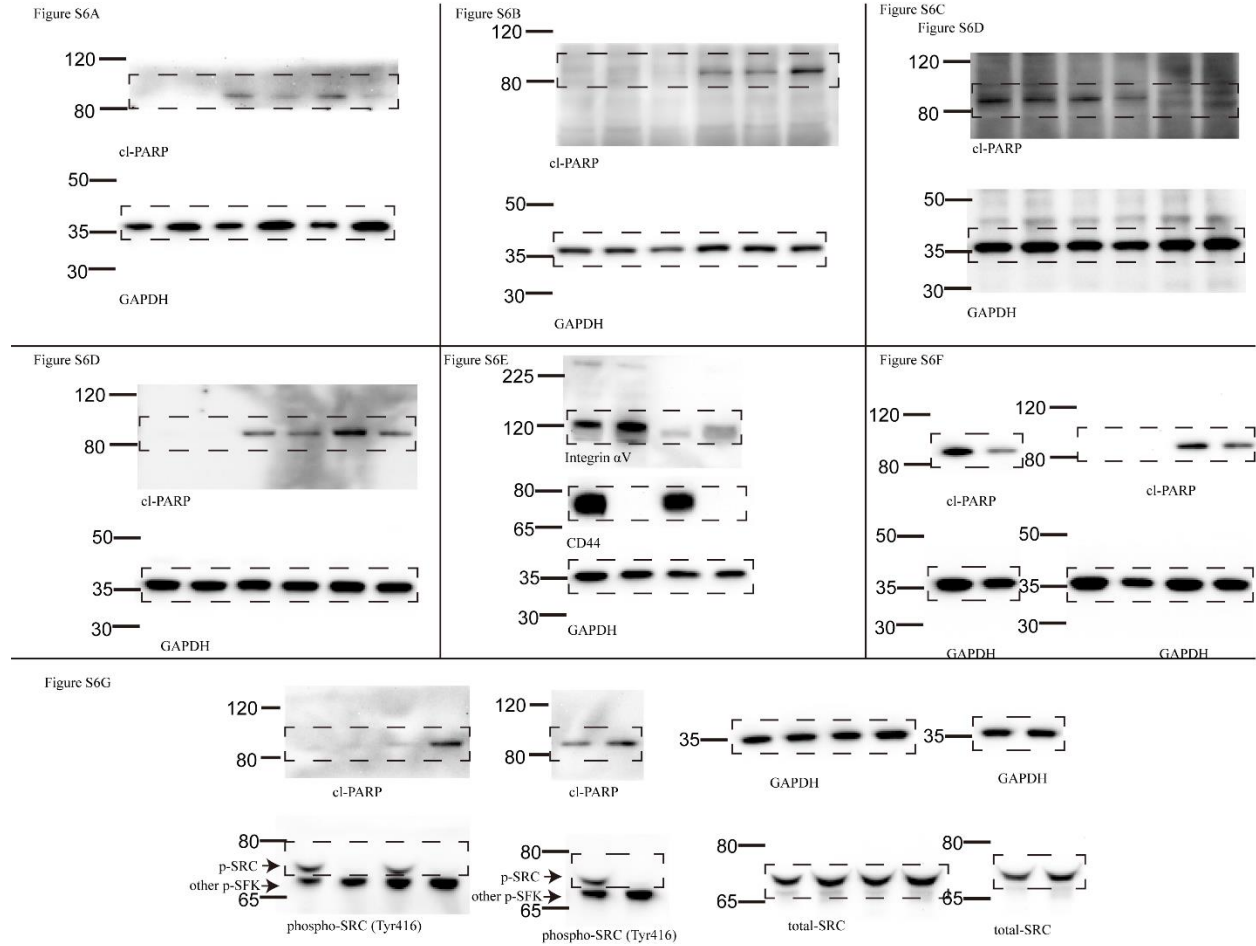 Figure S6A
120
80
cl-PARP
50
35
30
GAPDH
Figure S6B
120
80
cl-PARP
50
35
30
GAPDH
Figure S6C
Figure S6D
120
80
cl-PARP
50
35
30
GAPDH
Figure S6D
120
80
cl-PARP
50
35
30
GAPDH
Figure S6E
225
120
Integrin αV
80
65
CD44
35
30
GAPDH
Figure S6F
120
80
cl-PARP
50
35
30
GAPDH
120
80
cl-PARP
50
35
30
GAPDH
Figure S6G
120
80
cl-PARP
120
80
cl-PARP
35
GAPDH
35
GAPDH
80
p-SRC
other p-SFK
65
phospho-SRC (Tyr416)
80
p-SRC
other p-SFK
65
phospho-SRC (Tyr416)
80
65
total-SRC
80
65
total-SRC